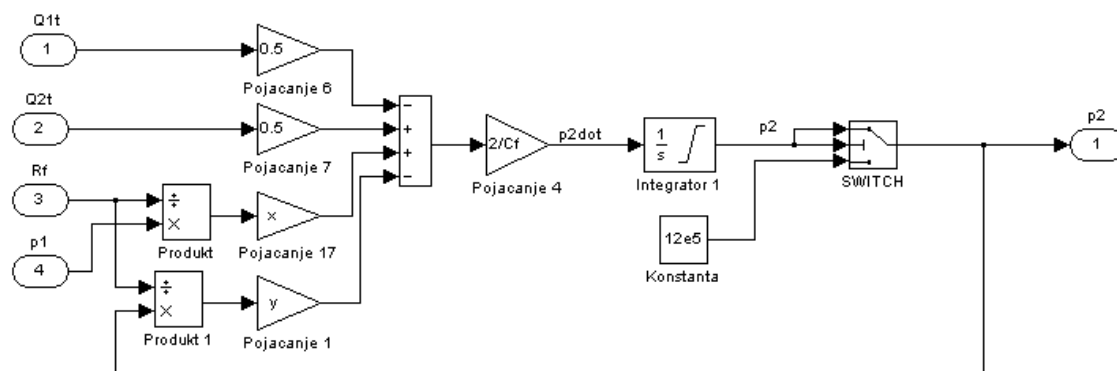 Q1t
1
0.5
Pojacanje 6
Q2t
2
0.5
Pojacanje 7
Rf
3
÷
×
Produkt
×
Pojacanje 17
p1
4
÷
×
Produkt 1
y
Pojacanje 1
−
+
+
−
2/Cf
Pojacanje 4
p2dot
1
s
Integrator 1
p2
SWITCH
12e5
Konstanta
p2
1